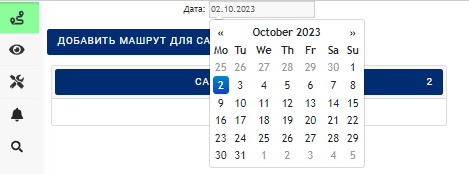 Дата: 02.10.2023
« October 2023 »
ДОБАВИТЬ МАШРУТ ДЛЯ СА
Mo Tu We Th Fr Sa Su
25 26 27 28 29 30 1
СА 2
2 3 4 5 6 7 8
9 10 11 12 13 14 15
16 17 18 19 20 21 22
23 24 25 26 27 28 29
30 31 1 2 3 4 5